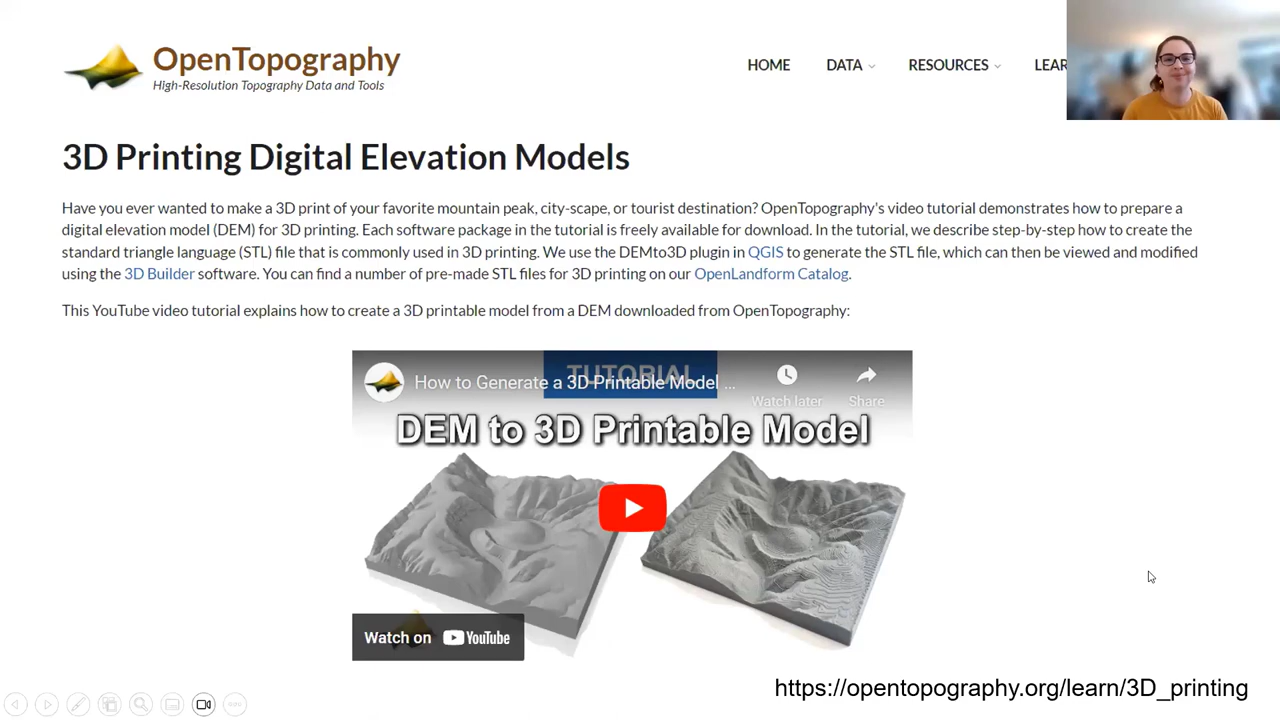 OpenTopography
High-Resolution Topography Data and Tools
HOME DATA RESOURCES LEAR
3D Printing Digital Elevation Models
Have you ever wanted to make a 3D print of your favorite mountain peak, city-scape, or tourist destination? OpenTopography's video tutorial demonstrates how to prepare a
digital elevation model (DEM) for 3D printing. Each software package in the tutorial is freely available for download. In the tutorial, we describe step-by-step how to create the
standard triangle language (STL) file that is commonly used in 3D printing. We use the DEMto3D plugin in QGIS to generate the STL file, which can then be viewed and modified
using the 3D Builder software. You can find a number of pre-made STL files for 3D printing on our OpenLandform Catalog.
This YouTube video tutorial explains how to create a 3D printable model from a DEM downloaded from OpenTopography:
TUTORIAL
How to Generate a 3D Printable Model ...
Watch later Share
DEM to 3D Printable Model
Watch on YouTube
https://opentopography.org/learn/3D_printing